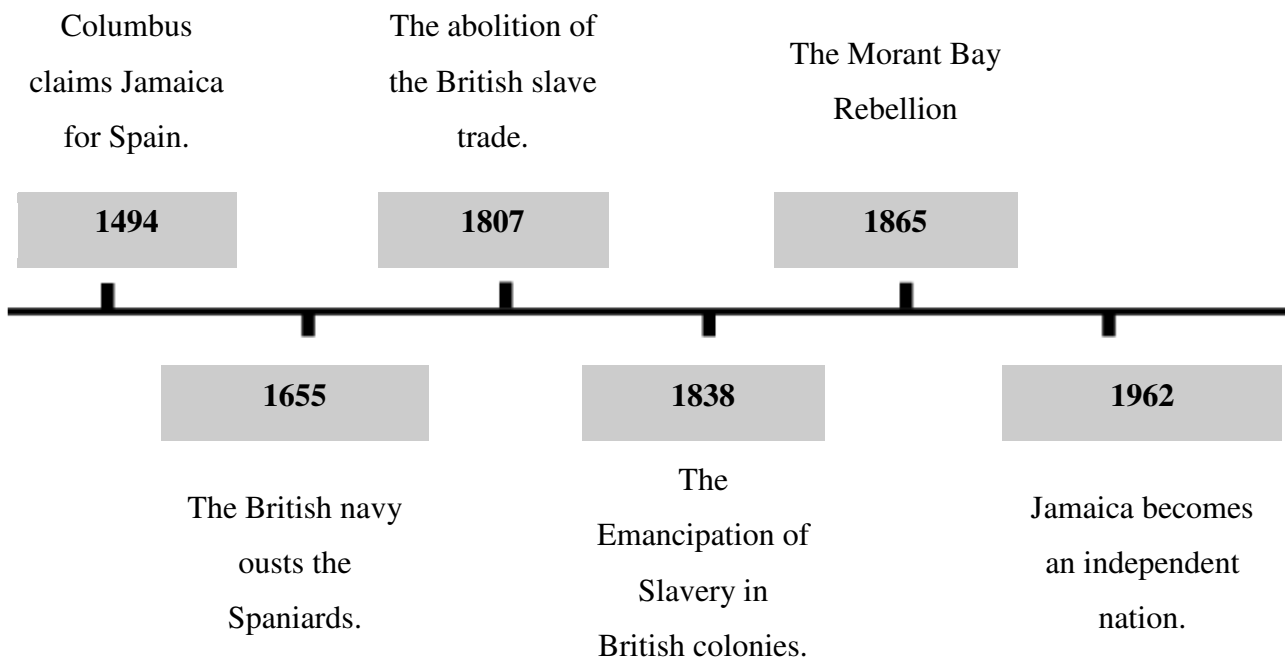 Columbus
claims Jamaica
for Spain.
The abolition of
the British slave
trade.
The Morant Bay
Rebellion
1494
1807
1865
1655
1838
1962
The British navy
ousts the
Spaniards.
The
Emancipation of
Slavery in
British colonies.
Jamaica becomes
an independent
nation.